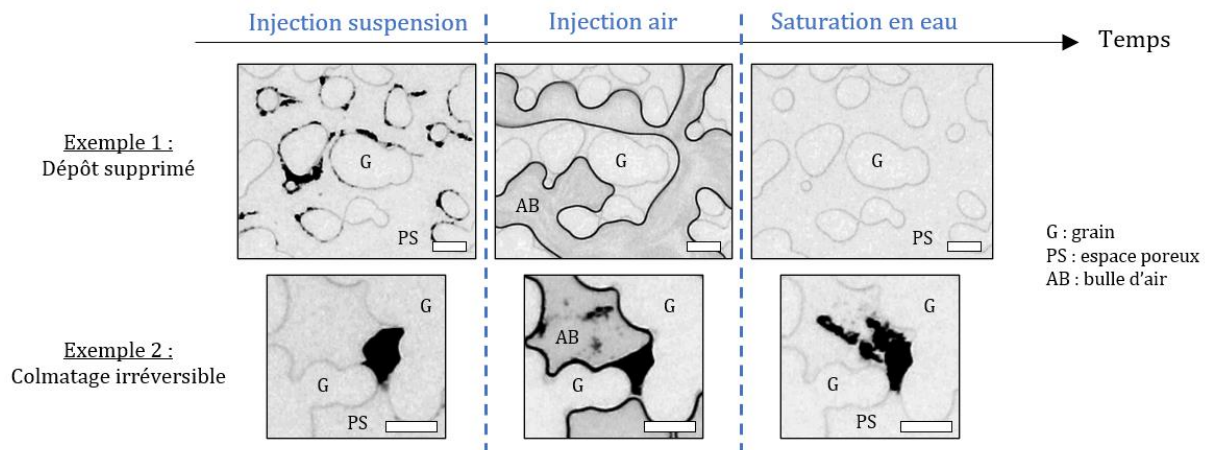 Injection suspension
Injection air
Saturation en eau
Temps
Exemple 1 :
Dépôt supprimé
G
PS
G
AB
G
PS
G : grain
PS : espace poreux
AB : bulle d'air
Exemple 2 :
Colmatage irréversible
G
G
PS
G
AB
G
G
G
PS